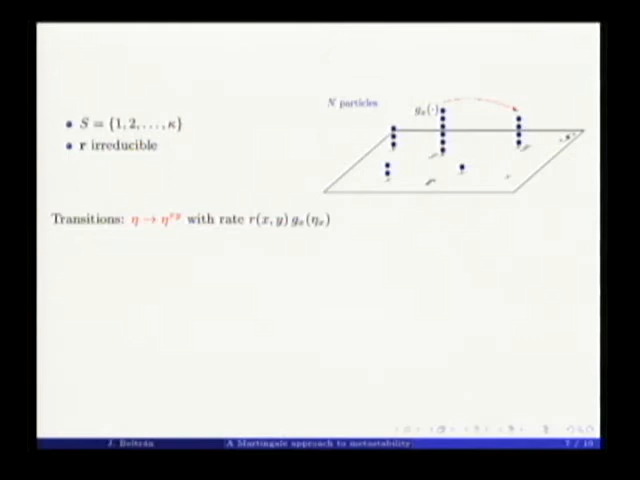 N particles
g_x(·)
• S = {1, 2, . . . , κ}
• r irreducible
Transitions: η → η^{xy} with rate r(x, y) g_x(η_x)
J. Beltrán
A Martingale approach to metastability